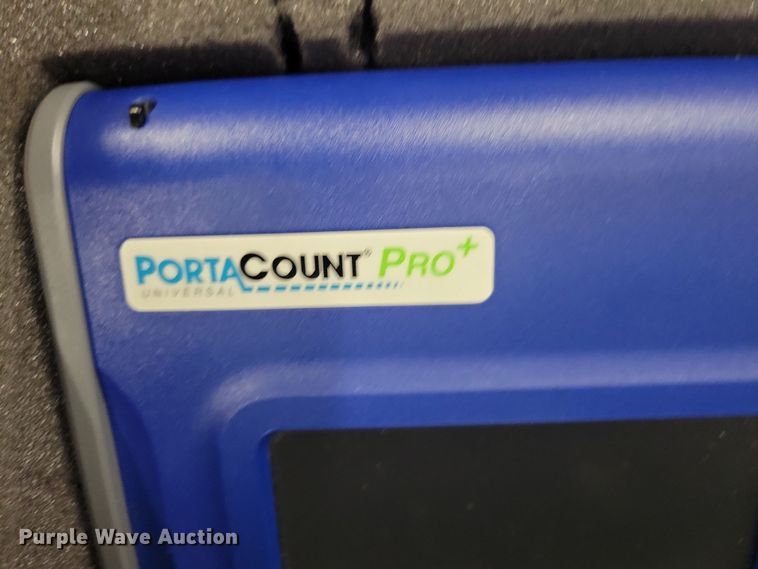 PORTACOUNT® PRO+
UNIVERSAL
Purple Wave Auction